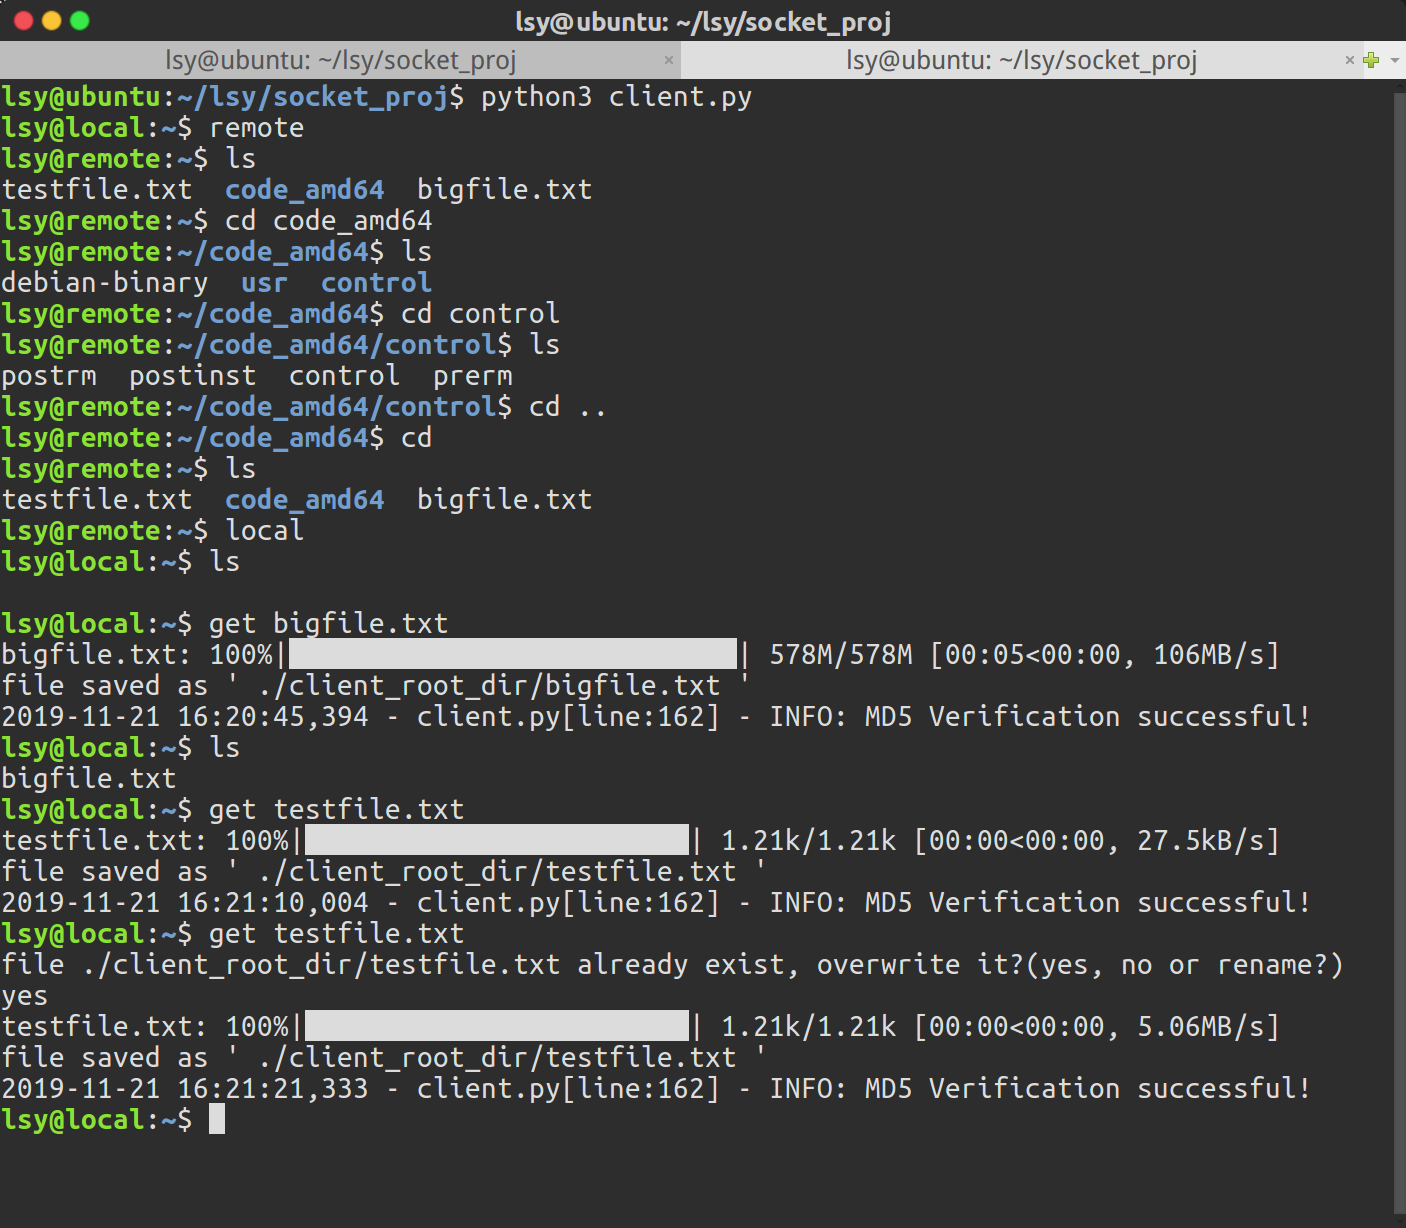 lsy@ubuntu: ~/lsy/socket_proj
lsy@ubuntu: ~/lsy/socket_proj × lsy@ubuntu: ~/lsy/socket_proj ×
lsy@ubuntu:~/lsy/socket_proj$ python3 client.py
lsy@local:~$ remote
lsy@remote:~$ ls
testfile.txt  code_amd64  bigfile.txt
lsy@remote:~$ cd code_amd64
lsy@remote:~/code_amd64$ ls
debian-binary  usr  control
lsy@remote:~/code_amd64$ cd control
lsy@remote:~/code_amd64/control$ ls
postrm  postinst  control  prerm
lsy@remote:~/code_amd64/control$ cd ..
lsy@remote:~/code_amd64$ cd
lsy@remote:~$ ls
testfile.txt  code_amd64  bigfile.txt
lsy@remote:~$ local
lsy@local:~$ ls
lsy@local:~$ get bigfile.txt
bigfile.txt: 100%|                            | 578M/578M [00:05<00:00, 106MB/s]
file saved as ' ./client_root_dir/bigfile.txt '
2019-11-21 16:20:45,394 - client.py[line:162] - INFO: MD5 Verification successful!
lsy@local:~$ ls
bigfile.txt
lsy@local:~$ get testfile.txt
testfile.txt: 100%|                        | 1.21k/1.21k [00:00<00:00, 27.5kB/s]
file saved as ' ./client_root_dir/testfile.txt '
2019-11-21 16:21:10,004 - client.py[line:162] - INFO: MD5 Verification successful!
lsy@local:~$ get testfile.txt
file ./client_root_dir/testfile.txt already exist, overwrite it?(yes, no or rename?)
yes
testfile.txt: 100%|                        | 1.21k/1.21k [00:00<00:00, 5.06MB/s]
file saved as ' ./client_root_dir/testfile.txt '
2019-11-21 16:21:21,333 - client.py[line:162] - INFO: MD5 Verification successful!
lsy@local:~$